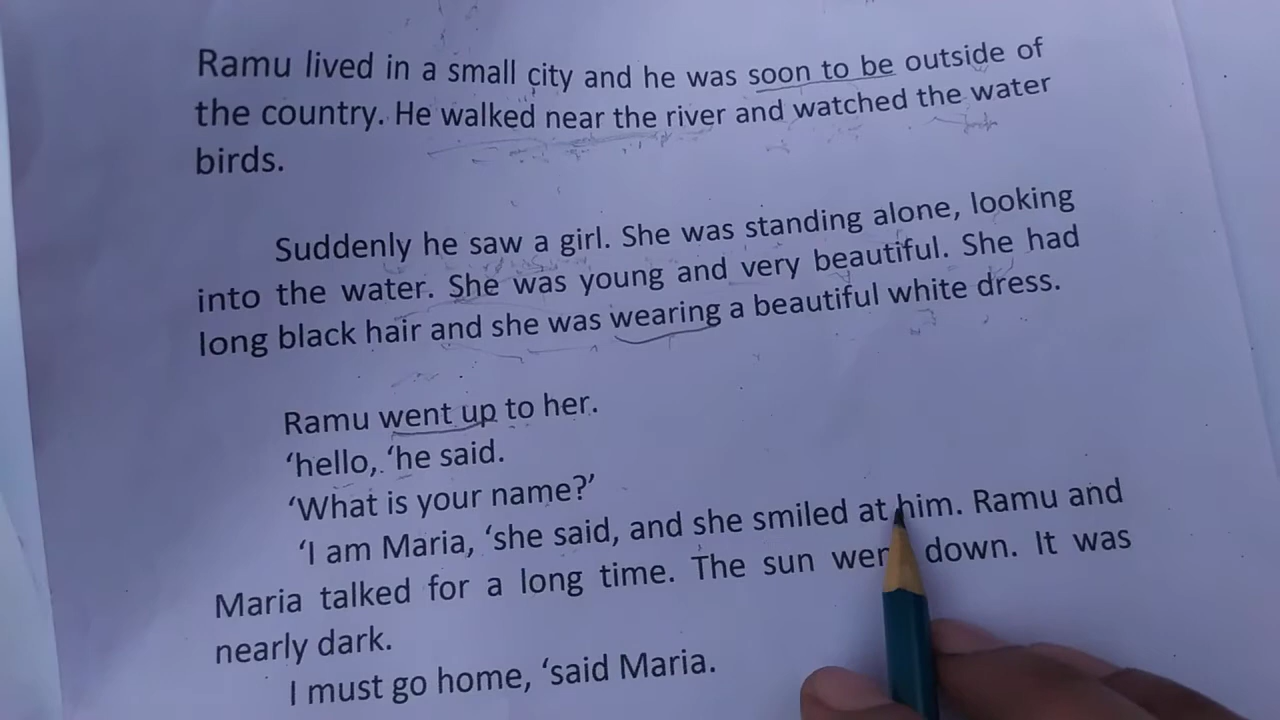 Ramu lived in a small city and he was soon to be outside of
the country. He walked near the river and watched the water
birds.
Suddenly he saw a girl. She was standing alone, looking
into the water. She was young and very beautiful. She had
long black hair and she was wearing a beautiful white dress.
Ramu went up to her.
‘hello, ‘he said.
‘What is your name?’
‘I am Maria, ‘she said, and she smiled at him. Ramu and
Maria talked for a long time. The sun went down. It was
nearly dark.
I must go home, ‘said Maria.